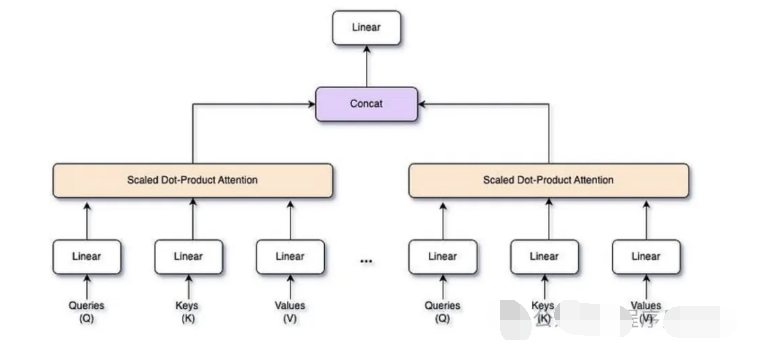 Linear
Concat
Scaled Dot-Product Attention
Scaled Dot-Product Attention
Linear
Linear
Linear
...
Linear
Linear
Linear
Queries
(Q)
Keys
(K)
Values
(V)
Queries
(Q)
Keys
(K)
Values
(V)